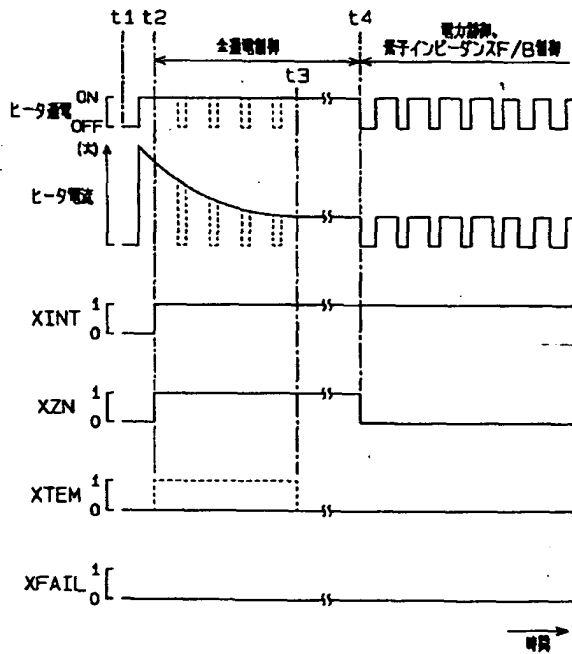 t1 t2 t4
全通電制御
電力制御、
素子インピーダンスF/B制御
t3
ヒータ通電
ON
OFF
(大)
ヒータ電流
XINT
1
0
XZN
1
0
XTEM
1
0
XFAIL
1
0
時間